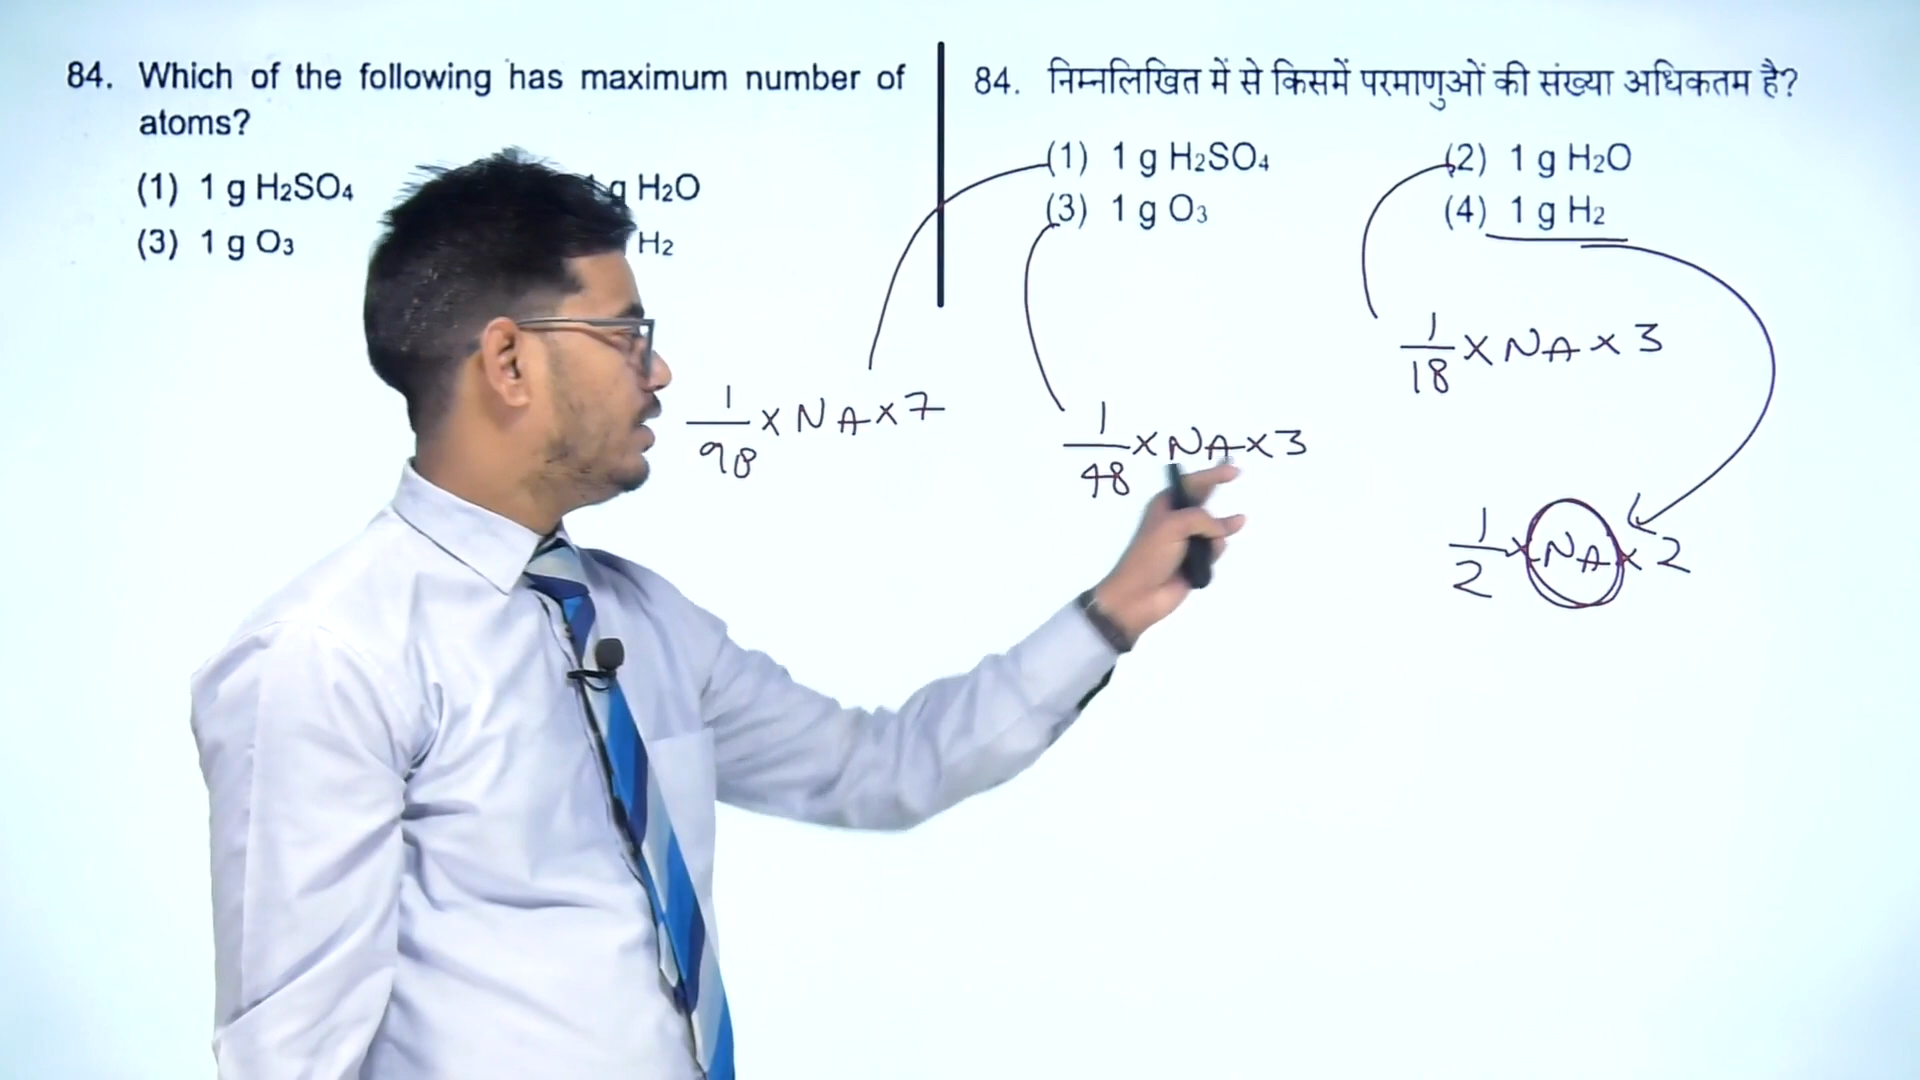 84. Which of the following has maximum number of
atoms?
(1) 1 g H₂SO₄ g H₂O
(3) 1 g O₃ H₂
84. निम्नलिखित में से किसमें परमाणुओं की संख्या अधिकतम है?
(1) 1 g H₂SO₄ (2) 1 g H₂O
(3) 1 g O₃ (4) 1 g H₂
1/18 × NA × 3
1/98 × NA × 7
1/48 × NA × 3
1/2 × NA × 2